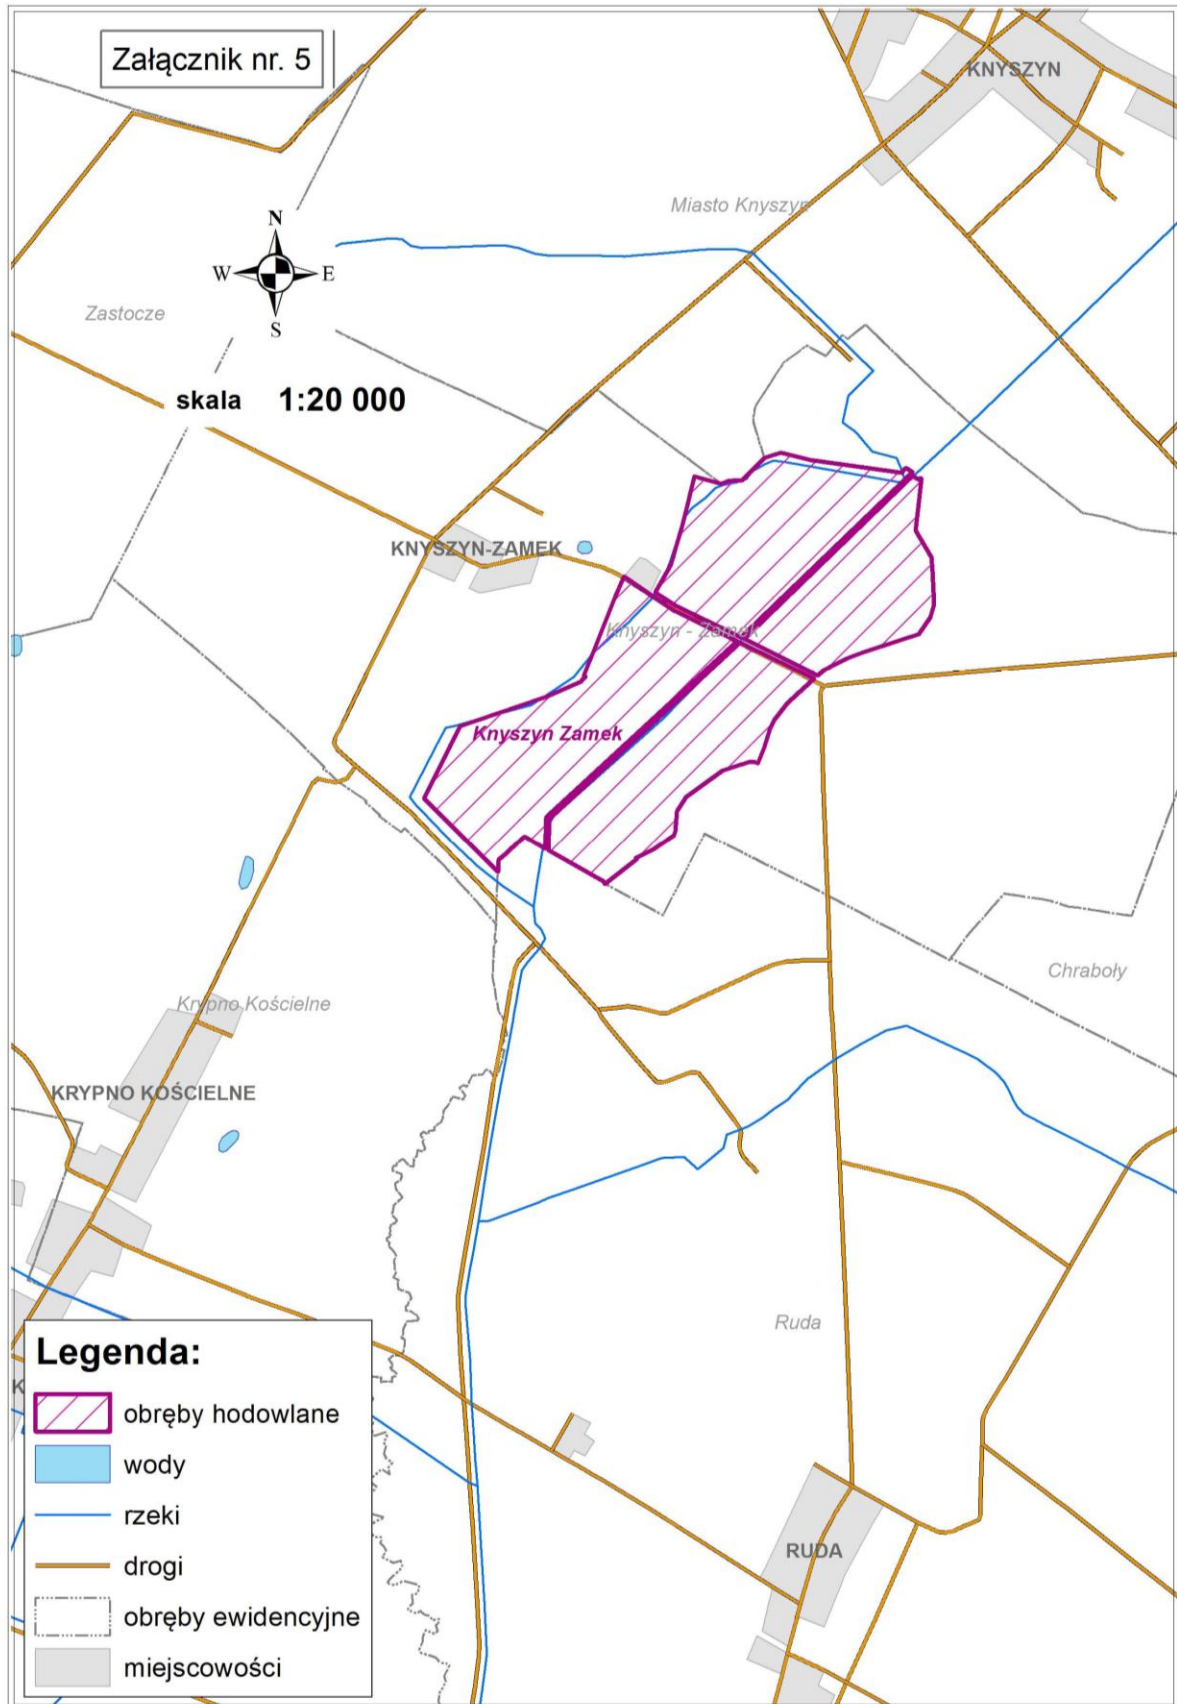 Załącznik nr. 5
KNYSZYN
Miasto Knyszyn
N
W E
S
Zastocze
skala 1:20 000
KNYSZYN-ZAMEK
Knyszyn - Zamek
Knyszyn Zamek
Chraboły
Krypno Kościelne
KRYPNO KOŚCIELNE
Ruda
K
RUDA
Legenda:
obręby hodowlane
wody
rzeki
drogi
obręby ewidencyjne
miejscowości